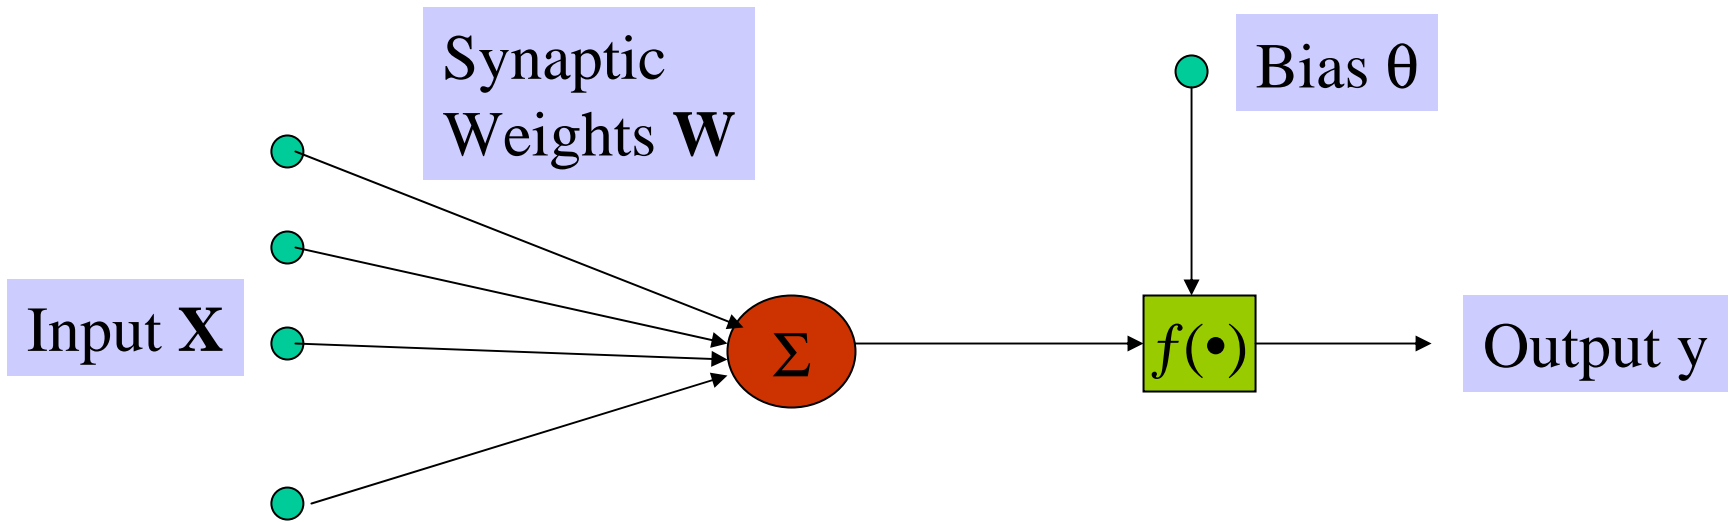 Synaptic
Weights W
Bias θ
Input X
Σ
f(•)
Output y